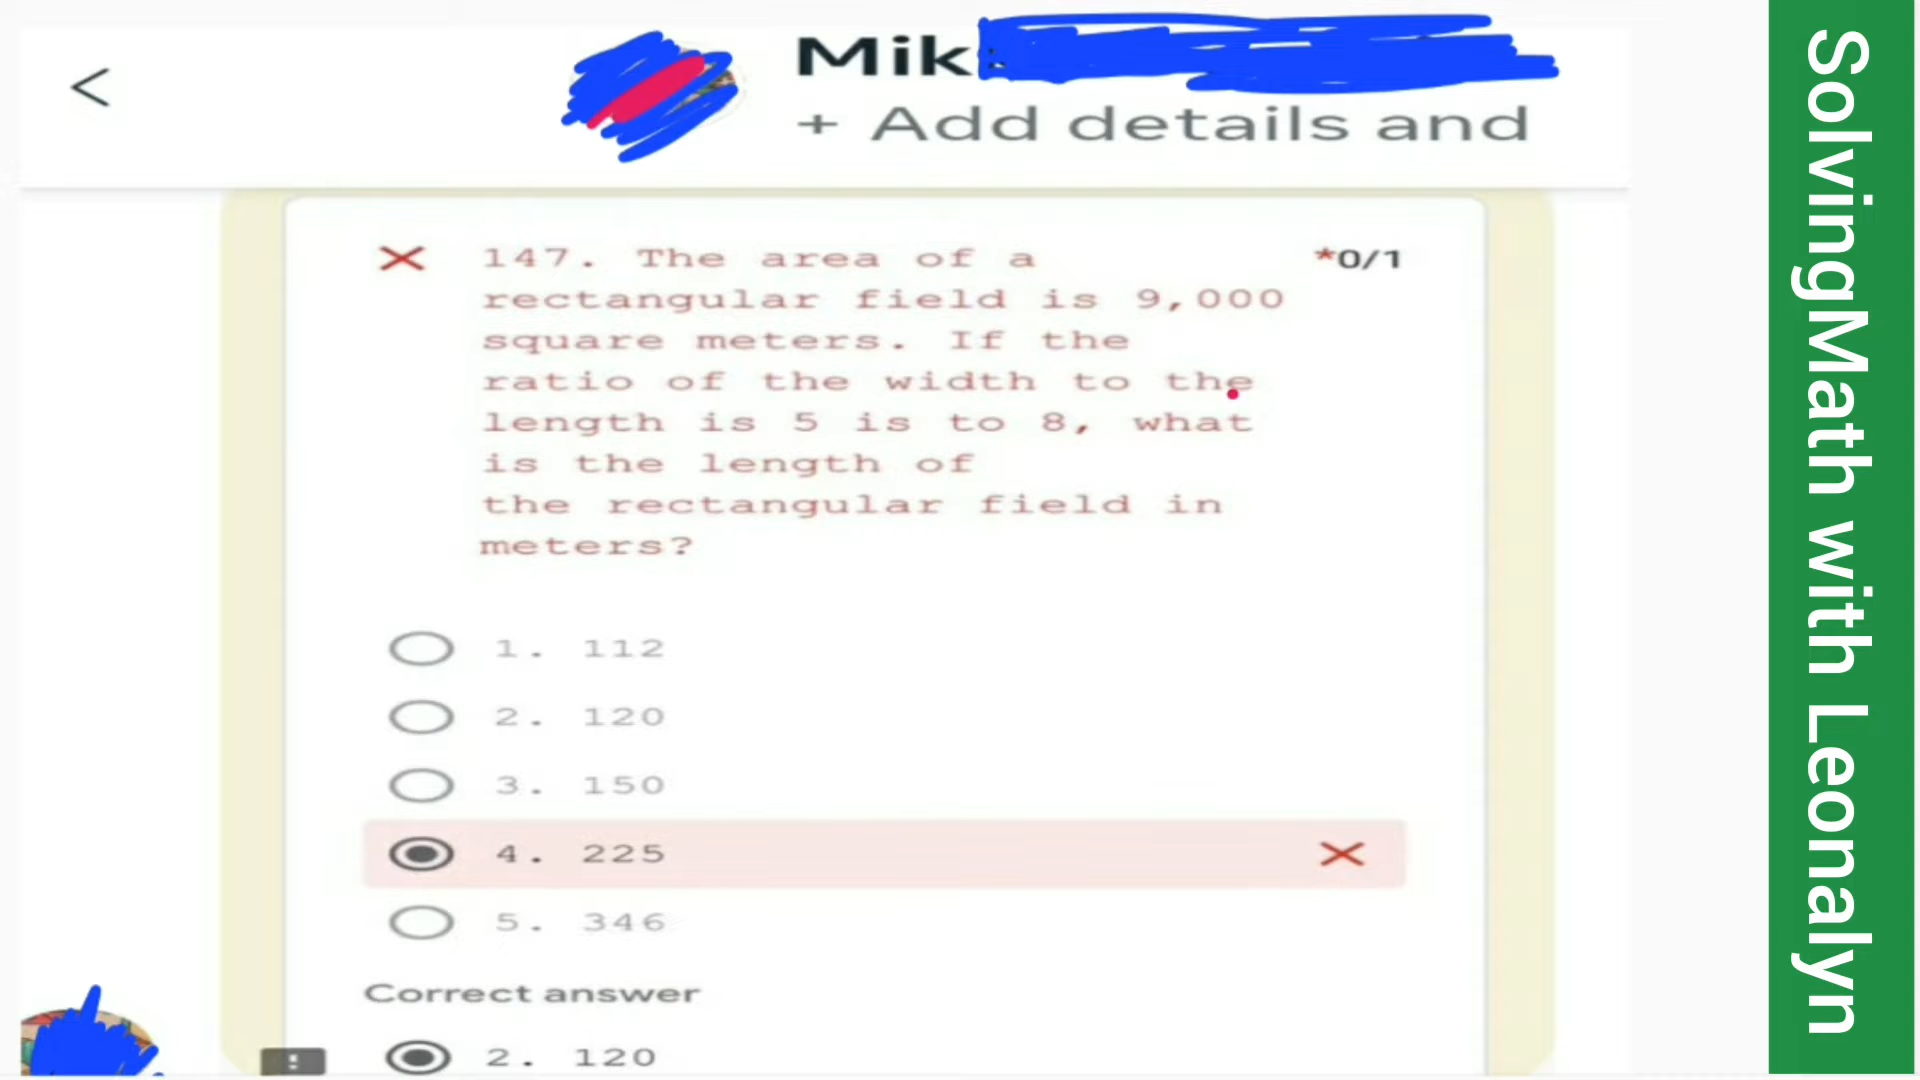 <
Mik
+ Add details and
147. The area of a
*0/1
rectangular field is 9,000
square meters. If the
ratio of the width to the
length is 5 is to 8, what
is the length of
the rectangular field in
meters?
1. 112
2. 120
3. 150
4. 225
5. 346
Correct answer
2. 120
SolvingMath with Leonalyn